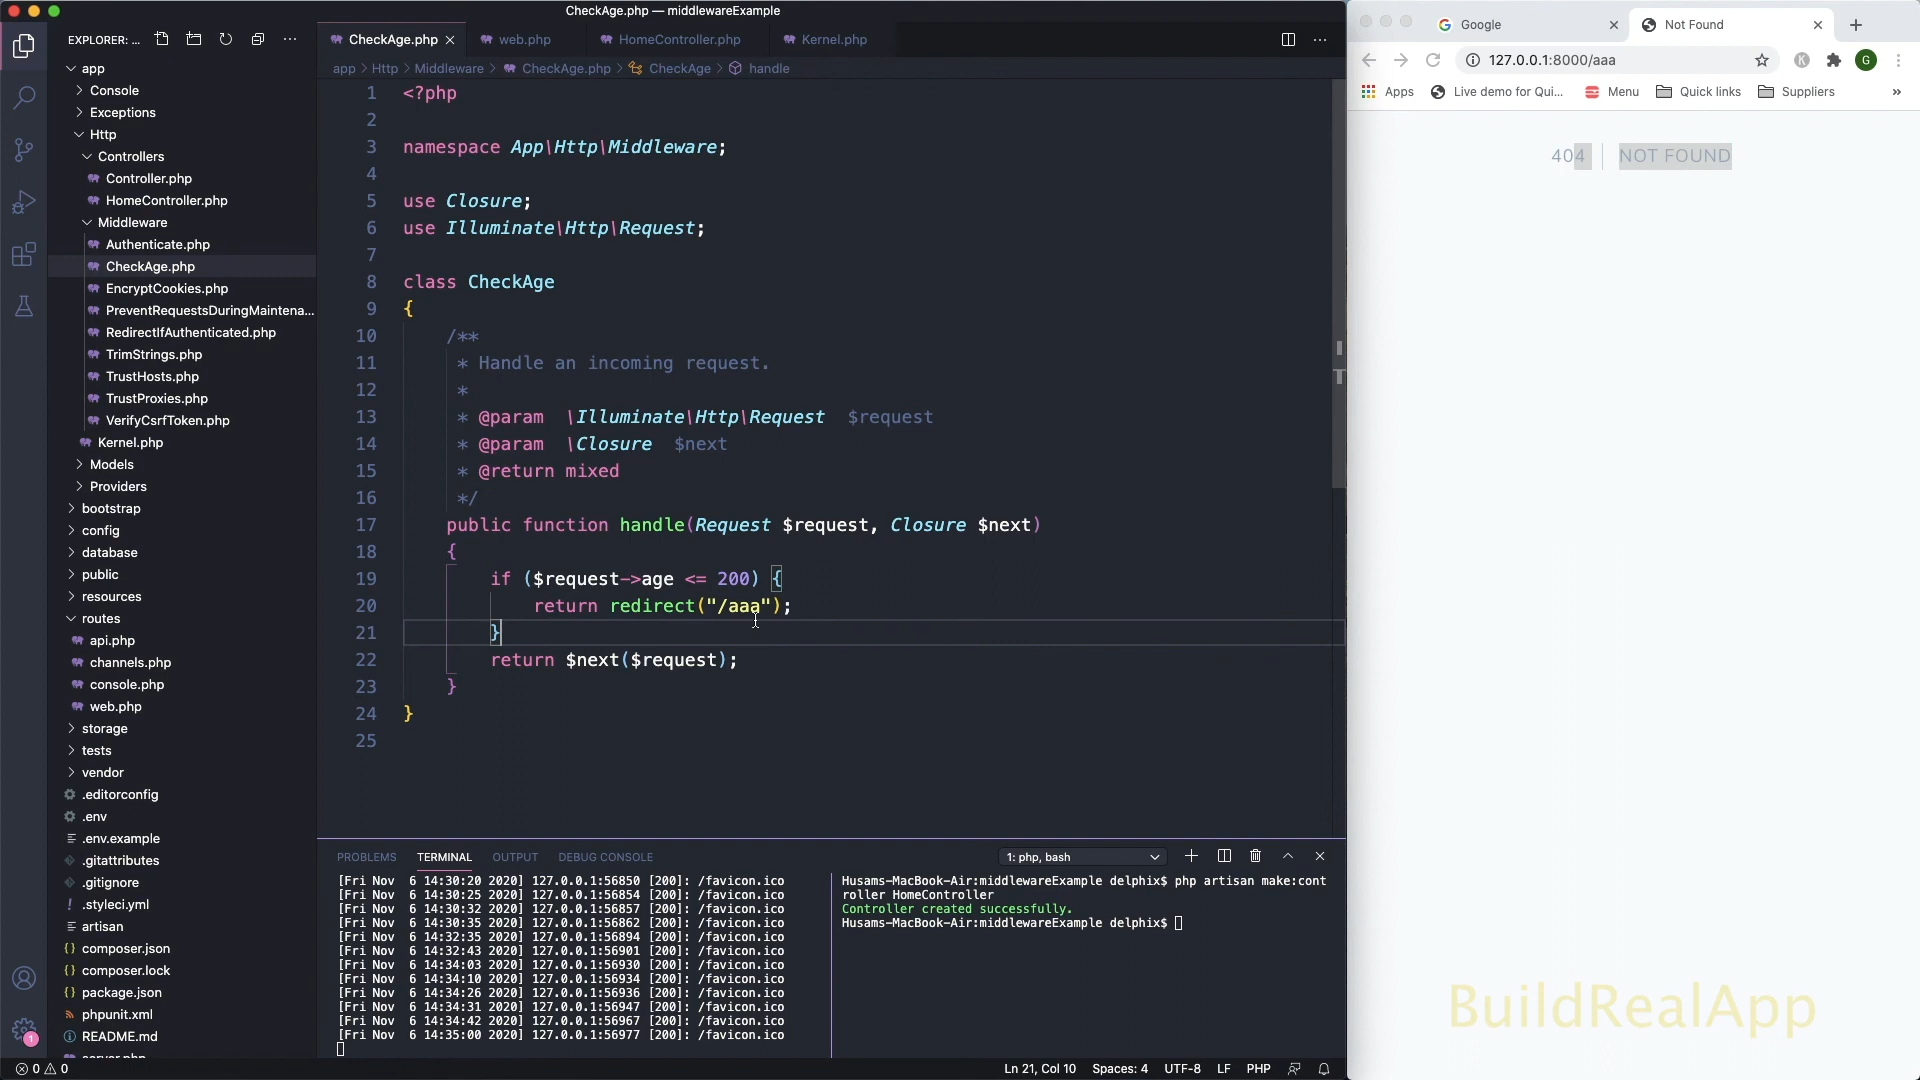 CheckAge.php — middlewareExample
EXPLORER: ...
app
Console
Exceptions
Http
Controllers
Controller.php
HomeController.php
Middleware
Authenticate.php
CheckAge.php
EncryptCookies.php
PreventRequestsDuringMaintena...
RedirectIfAuthenticated.php
TrimStrings.php
TrustHosts.php
TrustProxies.php
VerifyCsrfToken.php
Kernel.php
Models
Providers
bootstrap
config
database
public
resources
routes
api.php
channels.php
console.php
web.php
storage
tests
vendor
.editorconfig
.env
.env.example
.gitattributes
.gitignore
.styleci.yml
artisan
composer.json
composer.lock
package.json
phpunit.xml
README.md
1
CheckAge.php web.php HomeController.php Kernel.php
app > Http > Middleware > CheckAge.php > CheckAge > handle
1 <?php
2
3 namespace App\Http\Middleware;
4
5 use Closure;
6 use Illuminate\Http\Request;
7
8 class CheckAge
9 {
10 /**
11 * Handle an incoming request.
12 *
13 * @param \Illuminate\Http\Request $request
14 * @param \Closure $next
15 * @return mixed
16 */
17 public function handle(Request $request, Closure $next)
18 {
19 if ($request->age <= 200) {
20 return redirect("/aaa");
21 }
22 return $next($request);
23 }
24 }
25
PROBLEMS TERMINAL OUTPUT DEBUG CONSOLE
1: php, bash
[Fri Nov 6 14:30:20 2020] 127.0.0.1:56850 [200]: /favicon.ico
[Fri Nov 6 14:30:25 2020] 127.0.0.1:56854 [200]: /favicon.ico
[Fri Nov 6 14:30:32 2020] 127.0.0.1:56857 [200]: /favicon.ico
[Fri Nov 6 14:30:35 2020] 127.0.0.1:56862 [200]: /favicon.ico
[Fri Nov 6 14:32:35 2020] 127.0.0.1:56894 [200]: /favicon.ico
[Fri Nov 6 14:32:43 2020] 127.0.0.1:56901 [200]: /favicon.ico
[Fri Nov 6 14:34:03 2020] 127.0.0.1:56930 [200]: /favicon.ico
[Fri Nov 6 14:34:10 2020] 127.0.0.1:56934 [200]: /favicon.ico
[Fri Nov 6 14:34:26 2020] 127.0.0.1:56936 [200]: /favicon.ico
[Fri Nov 6 14:34:31 2020] 127.0.0.1:56947 [200]: /favicon.ico
[Fri Nov 6 14:34:42 2020] 127.0.0.1:56967 [200]: /favicon.ico
[Fri Nov 6 14:35:00 2020] 127.0.0.1:56977 [200]: /favicon.ico
Husams-MacBook-Air:middlewareExample delphix$ php artisan make:cont
roller HomeController
Controller created successfully.
Husams-MacBook-Air:middlewareExample delphix$
0 0
Ln 21, Col 10 Spaces: 4 UTF-8 LF PHP
Google Not Found
127.0.0.1:8000/aaa
K G
Apps Live demo for Qui... Menu Quick links Suppliers »
404 NOT FOUND
BuildRealApp